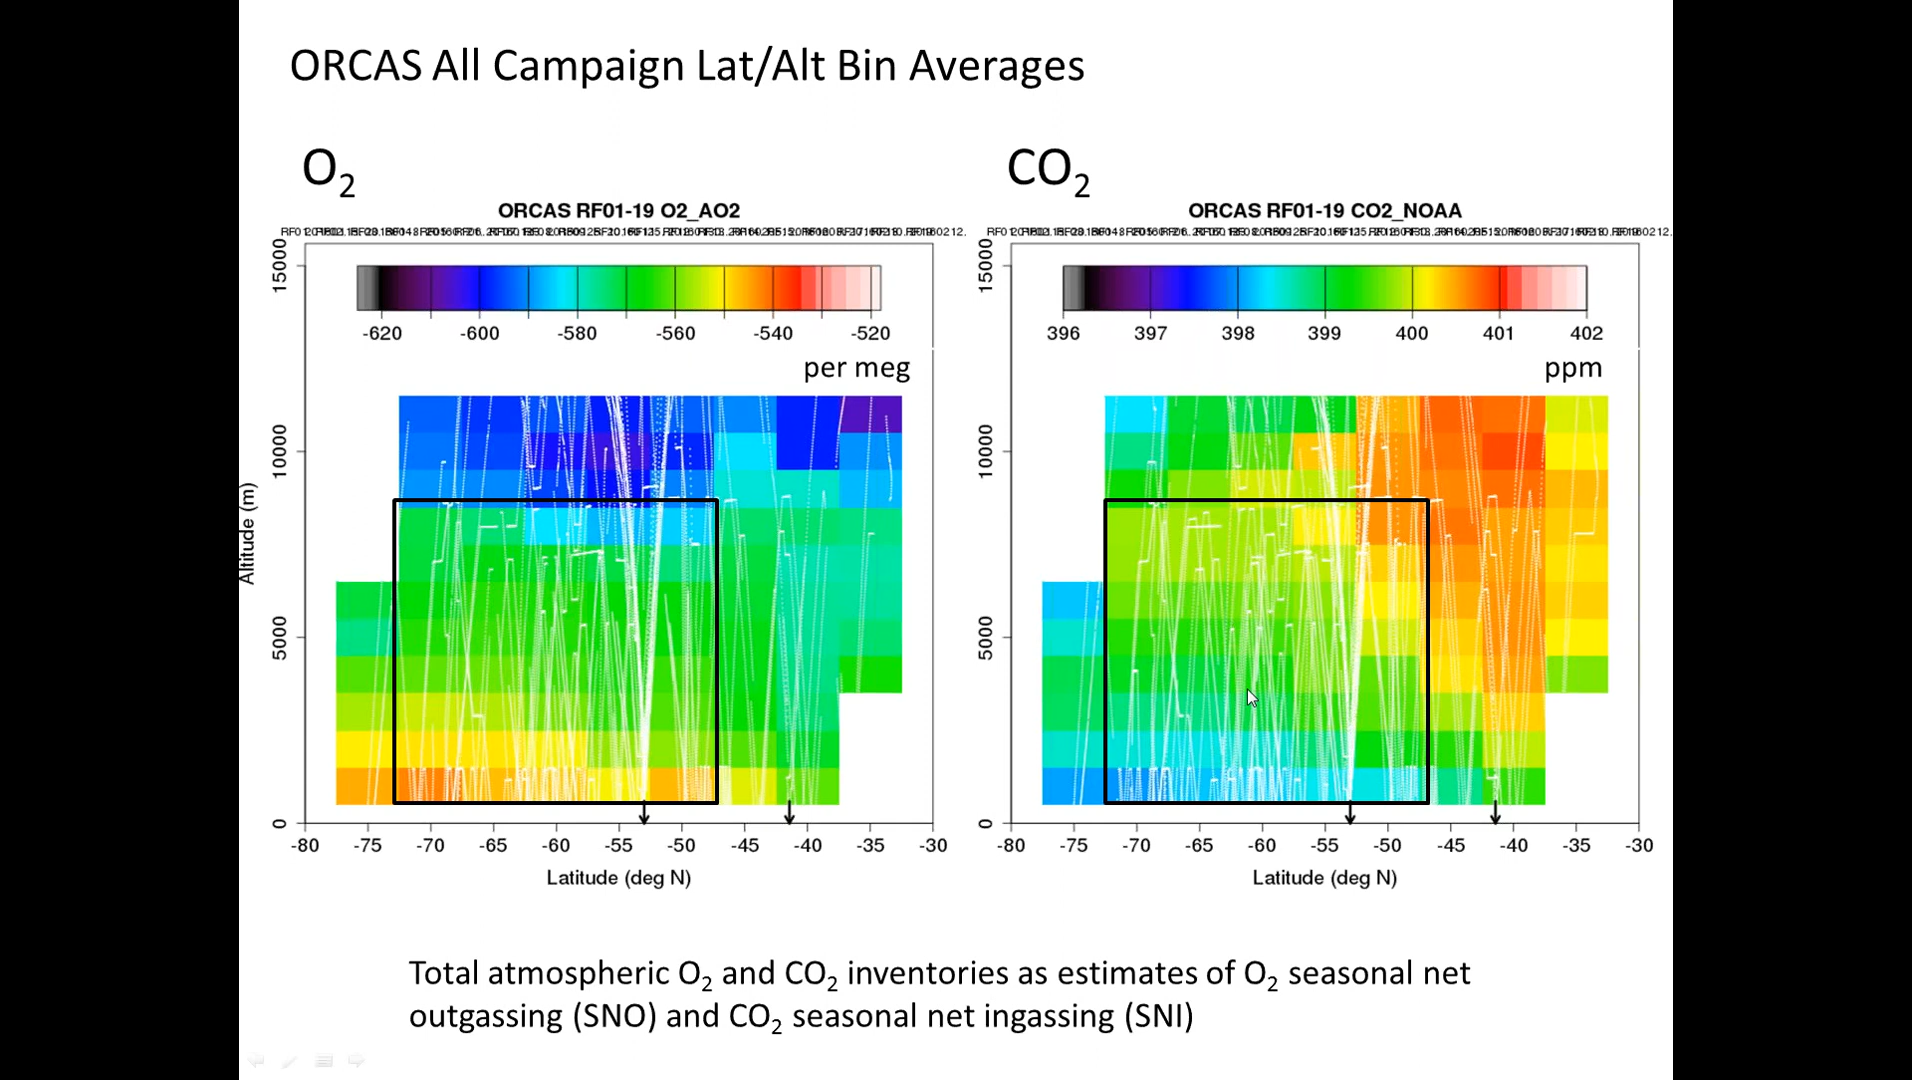 ORCAS All Campaign Lat/Alt Bin Averages
O2
CO2
ORCAS RF01-19 O2_AO2
ORCAS RF01-19 CO2_NOAA
15000
-620 -600 -580 -560 -540 -520
per meg
10000
Altitude (m)
5000
0
-80 -75 -70 -65 -60 -55 -50 -45 -40 -35 -30
Latitude (deg N)
15000
396 397 398 399 400 401 402
ppm
10000
5000
0
-80 -75 -70 -65 -60 -55 -50 -45 -40 -35 -30
Latitude (deg N)
Total atmospheric O2 and CO2 inventories as estimates of O2 seasonal net
outgassing (SNO) and CO2 seasonal net ingassing (SNI)